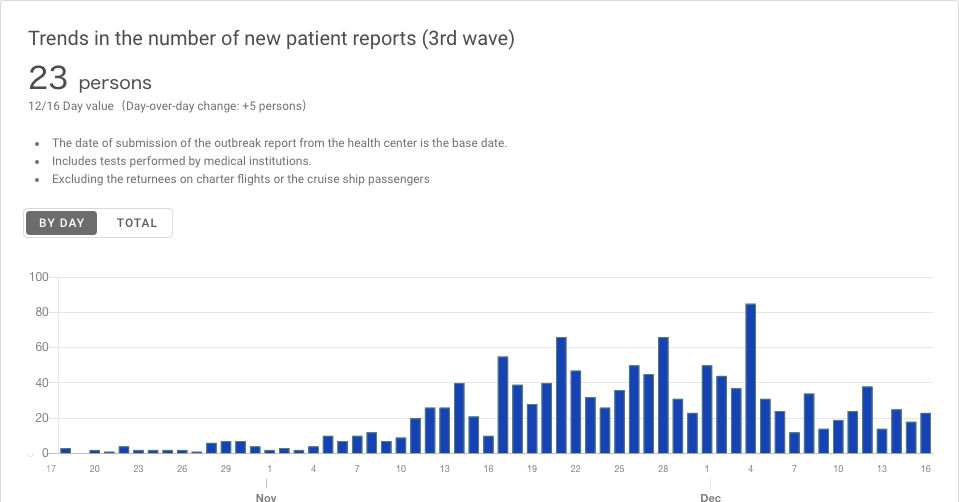 Trends in the number of new patient reports (3rd wave)
23 persons
12/16 Day value（Day-over-day change: +5 persons）
The date of submission of the outbreak report from the health center is the base date.
Includes tests performed by medical institutions.
Excluding the returnees on charter flights or the cruise ship passengers
BY DAY TOTAL
100
80
60
40
20
0
17 20 23 26 29 1 4 7 10 13 16 19 22 25 28 1 4 7 10 13 16
Nov Dec